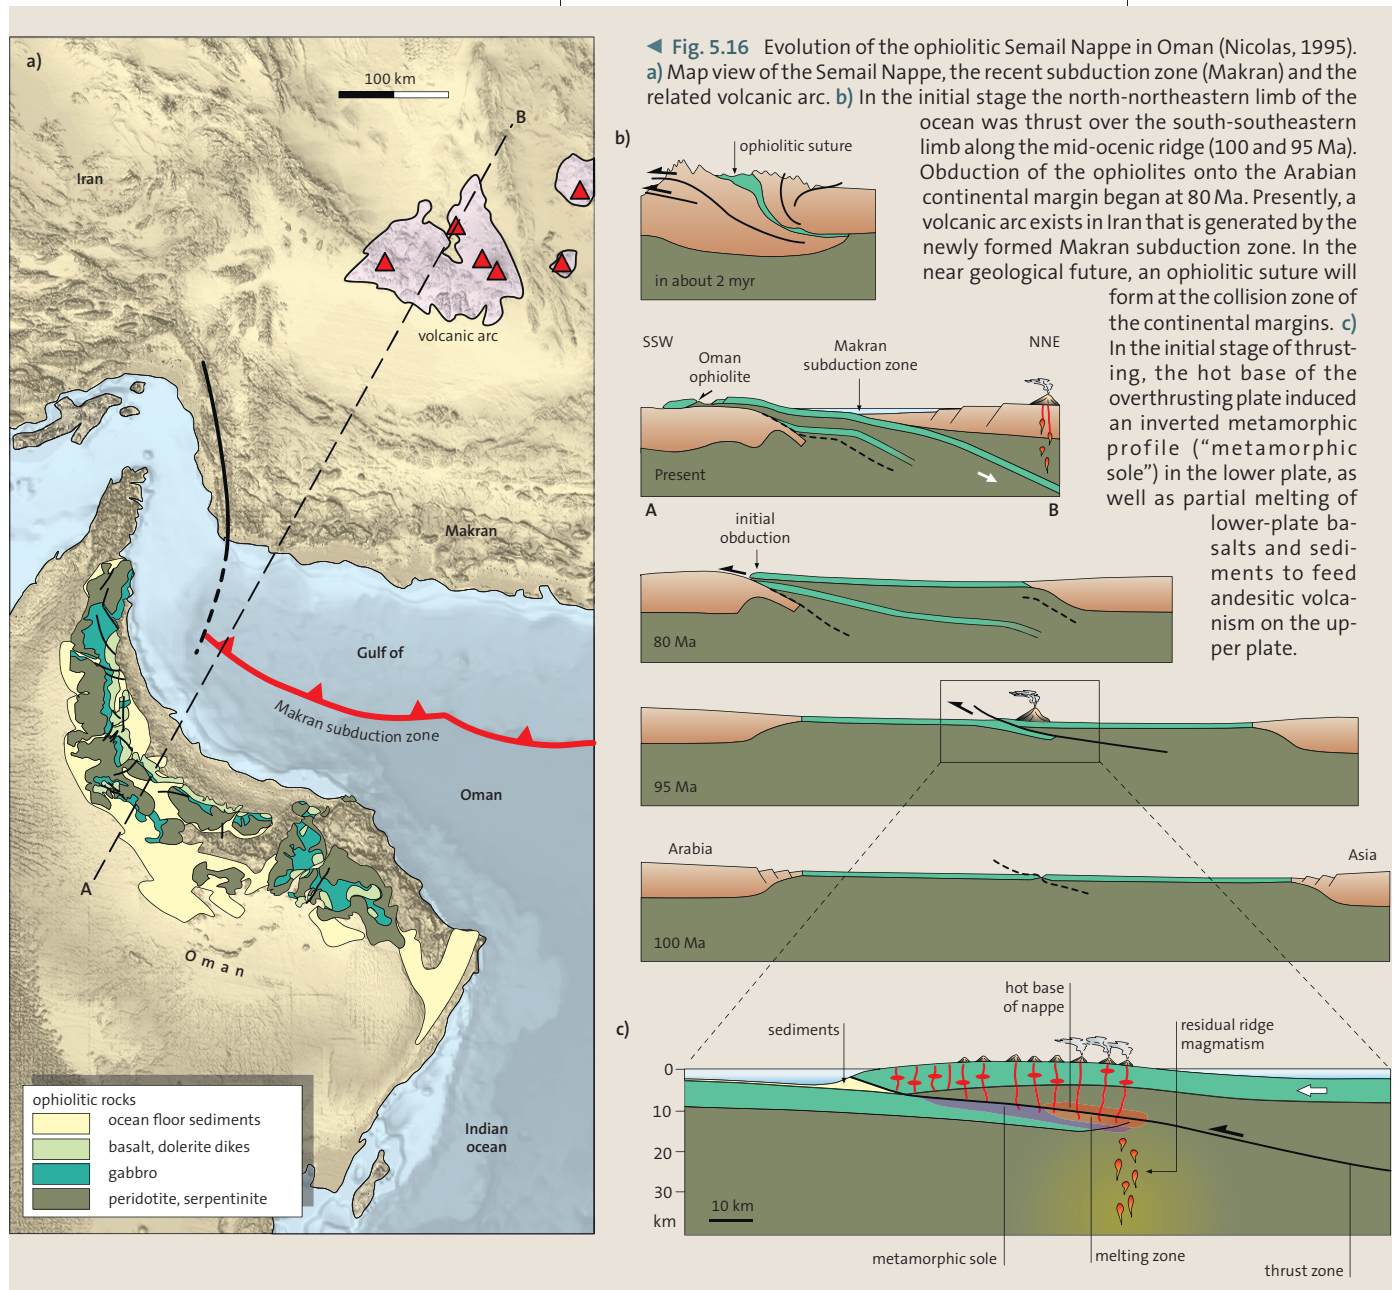 ◄ Fig. 5.16 Evolution of the ophiolitic Semail Nappe in Oman (Nicolas, 1995).
a) Map view of the Semail Nappe, the recent subduction zone (Makran) and the
related volcanic arc. b) In the initial stage the north-northeastern limb of the
ocean was thrust over the south-southeastern
limb along the mid-ocenic ridge (100 and 95 Ma).
Obduction of the ophiolites onto the Arabian
continental margin began at 80 Ma. Presently, a
volcanic arc exists in Iran that is generated by the
newly formed Makran subduction zone. In the
near geological future, an ophiolitic suture will
form at the collision zone of
the continental margins. c)
In the initial stage of thrust-
ing, the hot base of the
overthrusting plate induced
an inverted metamorphic
profile ("metamorphic
sole") in the lower plate, as
well as partial melting of
lower-plate ba-
salts and sedi-
ments to feed
andesitic volca-
nism on the up-
per plate.
a)
100 km
B
Iran
volcanic arc
Makran
Gulf of
Makran subduction zone
Oman
A
Oman
Indian
ocean
ophiolitic rocks
ocean floor sediments
basalt, dolerite dikes
gabbro
peridotite, serpentinite
b)
ophiolitic suture
in about 2 myr
SSW
Oman
ophiolite
Makran
subduction zone
NNE
Present
A
B
initial
obduction
80 Ma
95 Ma
Arabia
Asia
100 Ma
c)
hot base
of nappe
sediments
residual ridge
magmatism
0
10
20
30
km
10 km
metamorphic sole
melting zone
thrust zone